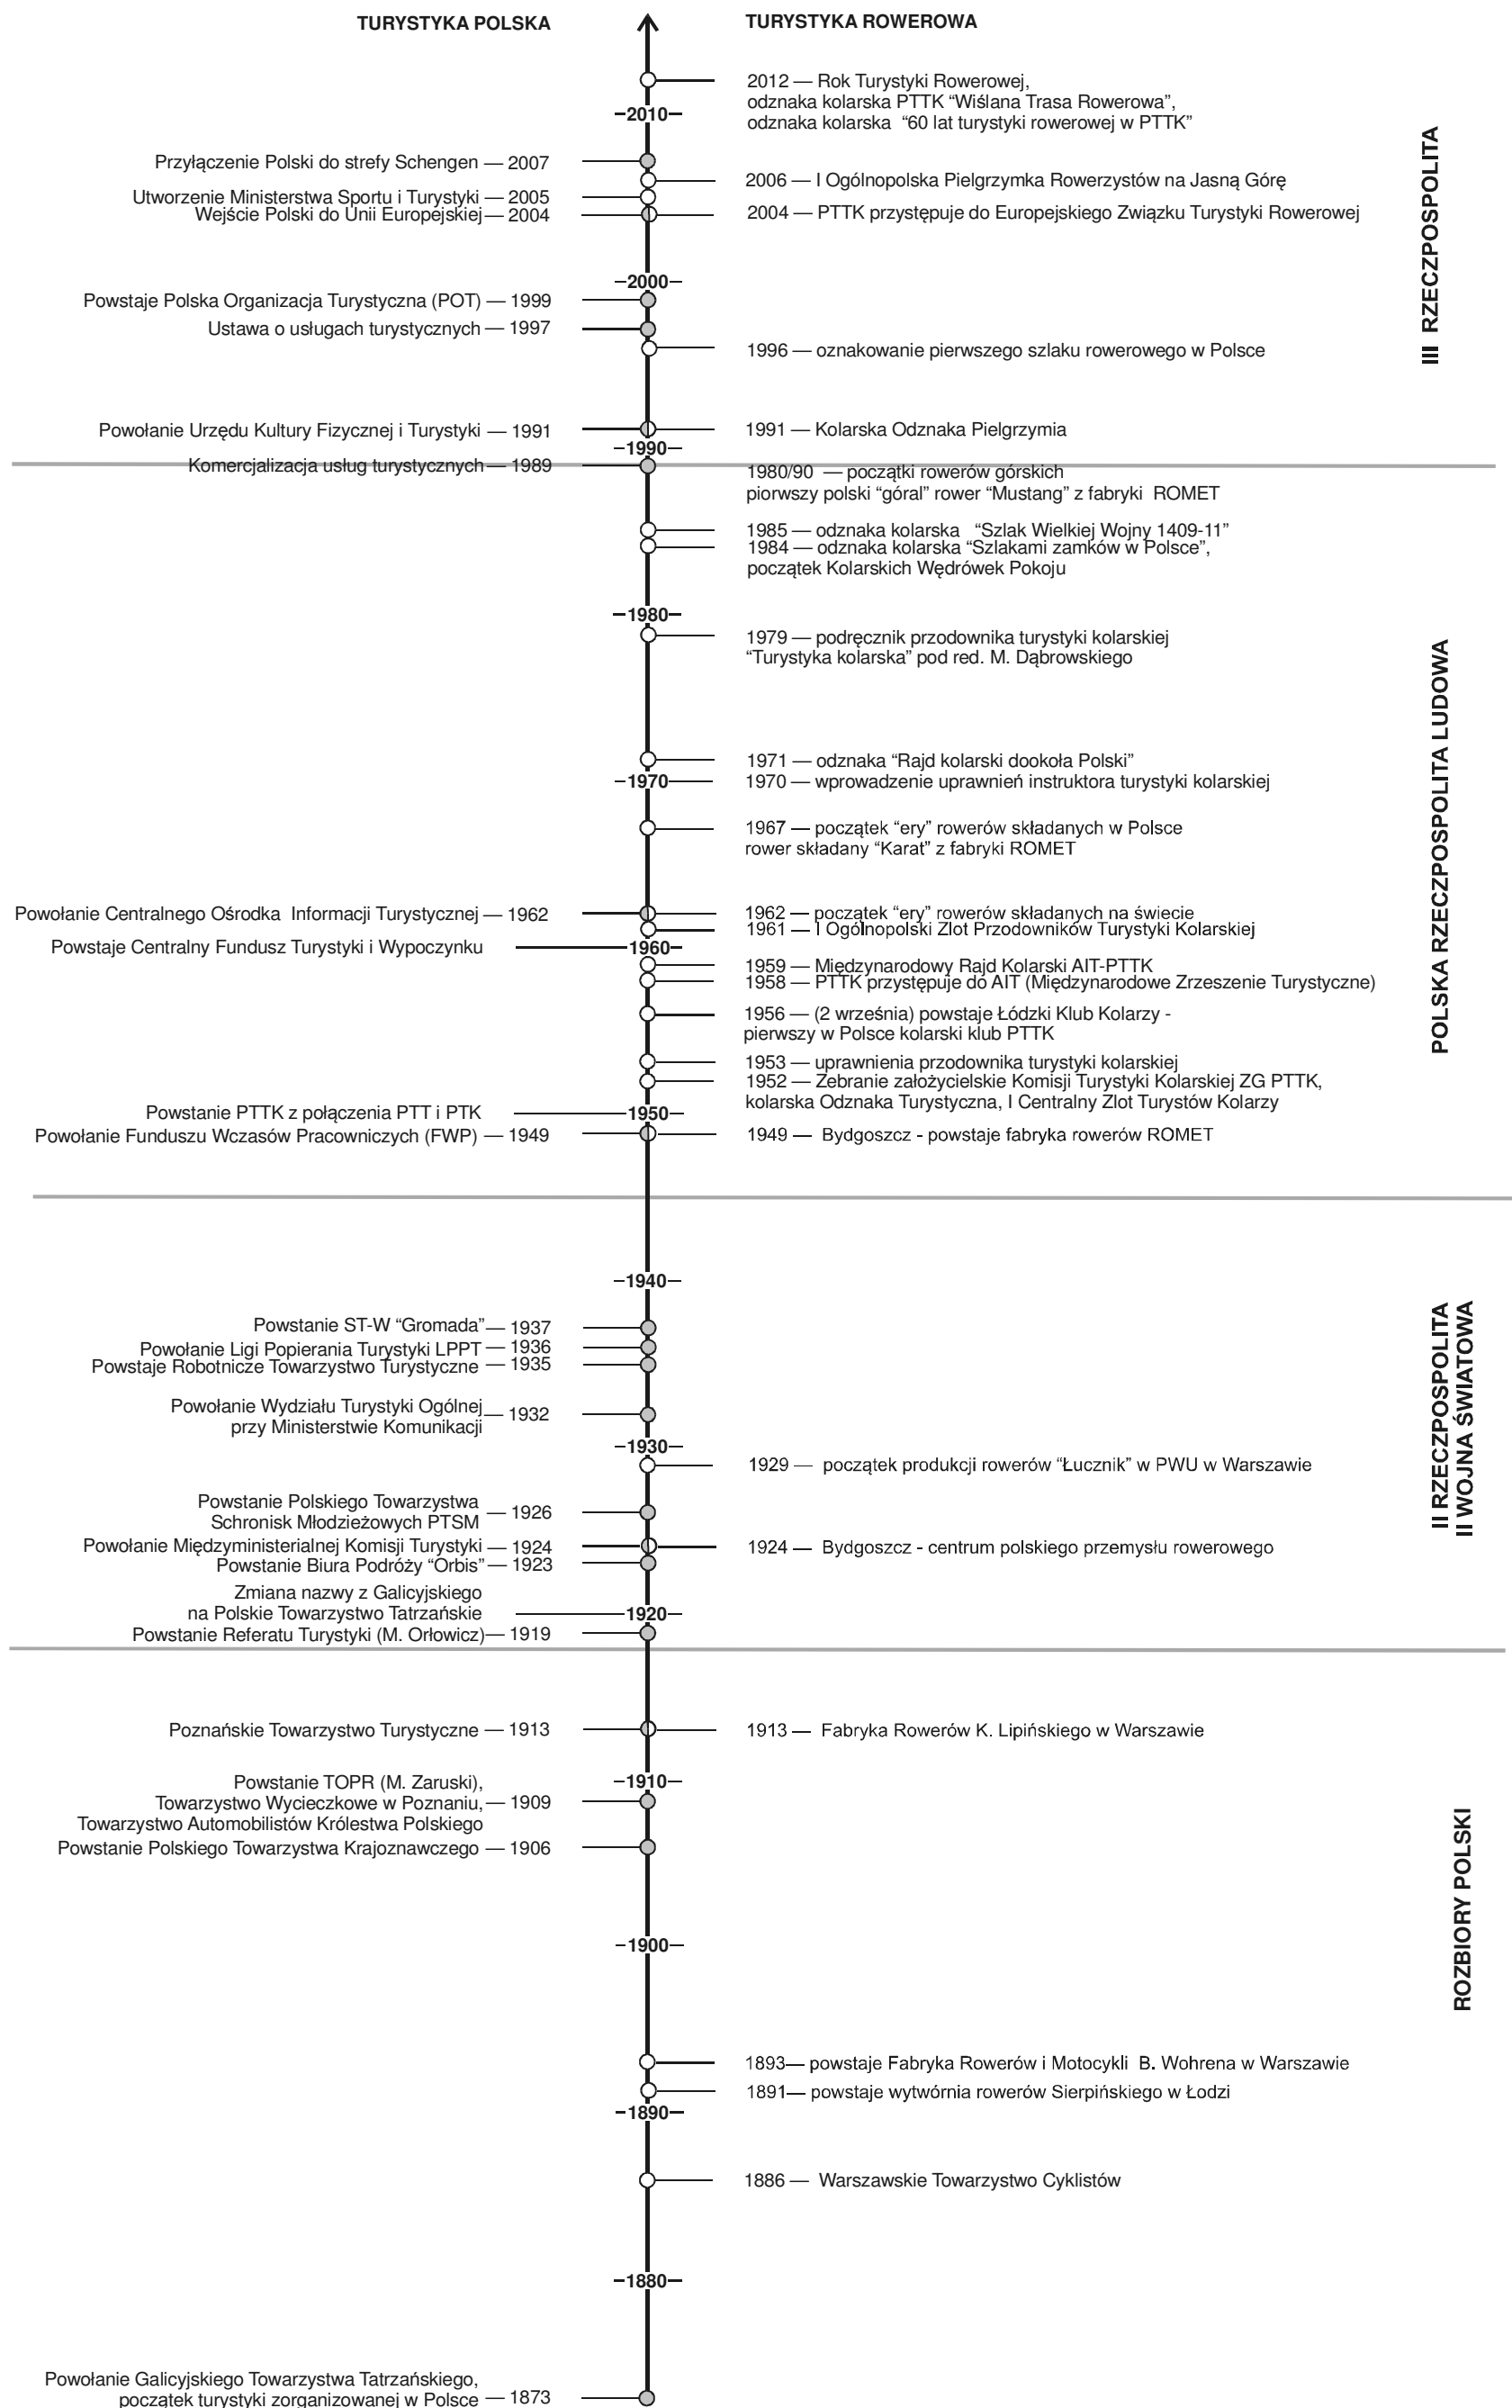 TURYSTYKA POLSKA
TURYSTYKA ROWEROWA
2012 — Rok Turystyki Rowerowej,
odznaka kolarska PTTK “Wiślana Trasa Rowerowa”,
odznaka kolarska “60 lat turystyki rowerowej w PTTK”
2010
Przyłączenie Polski do strefy Schengen — 2007
2006 — I Ogólnopolska Pielgrzymka Rowerzystów na Jasną Górę
Utworzenie Ministerstwa Sportu i Turystyki — 2005
Wejście Polski do Unii Europejskiej — 2004
2004 — PTTK przystępuje do Europejskiego Związku Turystyki Rowerowej
2000
Powstaje Polska Organizacja Turystyczna (POT) — 1999
Ustawa o usługach turystycznych — 1997
1996 — oznakowanie pierwszego szlaku rowerowego w Polsce
III RZECZPOSPOLITA
Powołanie Urzędu Kultury Fizycznej i Turystyki — 1991
1991 — Kolarska Odznaka Pielgrzymia
1990
Komercjalizacja usług turystycznych — 1989
1980/90 — początki rowerów górskich
piorwszy polski “góral” rower “Mustang” z fabryki ROMET
1985 — odznaka kolarska “Szlak Wielkiej Wojny 1409-11”
1984 — odznaka kolarska “Szlakami zamków w Polsce”,
początek Kolarskich Wędrówek Pokoju
1980
1979 — podręcznik przodownika turystyki kolarskiej
“Turystyka kolarska” pod red. M. Dąbrowskiego
1971 — odznaka “Rajd kolarski dookoła Polski”
1970
1970 — wprowadzenie uprawnień instruktora turystyki kolarskiej
1967 — początek “ery” rowerów składanych w Polsce
rower składany “Karat” z fabryki ROMET
POLSKA RZECZPOSPOLITA LUDOWA
Powołanie Centralnego Ośrodka Informacji Turystycznej — 1962
1962 — początek “ery” rowerów składanych na świecie
1961 — I Ogólnopolski Zlot Przodowników Turystyki Kolarskiej
Powstaje Centralny Fundusz Turystyki i Wypoczynku
1960
1959 — Międzynarodowy Rajd Kolarski AIT-PTTK
1958 — PTTK przystępuje do AIT (Międzynarodowe Zrzeszenie Turystyczne)
1956 — (2 września) powstaje Łódzki Klub Kolarzy -
pierwszy w Polsce kolarski klub PTTK
1953 — uprawnienia przodownika turystyki kolarskiej
1952 — Zebranie założycielskie Komisji Turystyki Kolarskiej ZG PTTK,
kolarska Odznaka Turystyczna, I Centralny Zlot Turystów Kolarzy
Powstanie PTTK z połączenia PTT i PTK
1950
Powołanie Funduszu Wczasów Pracowniczych (FWP) — 1949
1949 — Bydgoszcz - powstaje fabryka rowerów ROMET
1940
Powstanie ST-W “Gromada” — 1937
Powołanie Ligi Popierania Turystyki LPPT — 1936
Powstaje Robotnicze Towarzystwo Turystyczne — 1935
Powołanie Wydziału Turystyki Ogólnej
przy Ministerstwie Komunikacji — 1932
II RZECZPOSPOLITA
II WOJNA ŚWIATOWA
1930
1929 — początek produkcji rowerów “Łucznik” w PWU w Warszawie
Powstanie Polskiego Towarzystwa
Schronisk Młodzieżowych PTSM — 1926
Powołanie Międzyministerialnej Komisji Turystyki — 1924
1924 — Bydgoszcz - centrum polskiego przemysłu rowerowego
Powstanie Biura Podróży “Orbis” — 1923
Zmiana nazwy z Galicyjskiego
na Polskie Towarzystwo Tatrzańskie
1920
Powstanie Referatu Turystyki (M. Orłowicz) — 1919
Poznańskie Towarzystwo Turystyczne — 1913
1913 — Fabryka Rowerów K. Lipińskiego w Warszawie
1910
Powstanie TOPR (M. Zaruski),
Towarzystwo Wycieczkowe w Poznaniu, — 1909
Towarzystwo Automobilistów Królestwa Polskiego
Powstanie Polskiego Towarzystwa Krajoznawczego — 1906
ROZBIORY POLSKI
1900
1893 — powstaje Fabryka Rowerów i Motocykli B. Wohrena w Warszawie
1891 — powstaje wytwórnia rowerów Sierpińskiego w Łodzi
1890
1886 — Warszawskie Towarzystwo Cyklistów
1880
Powołanie Galicyjskiego Towarzystwa Tatrzańskiego,
początek turystyki zorganizowanej w Polsce — 1873